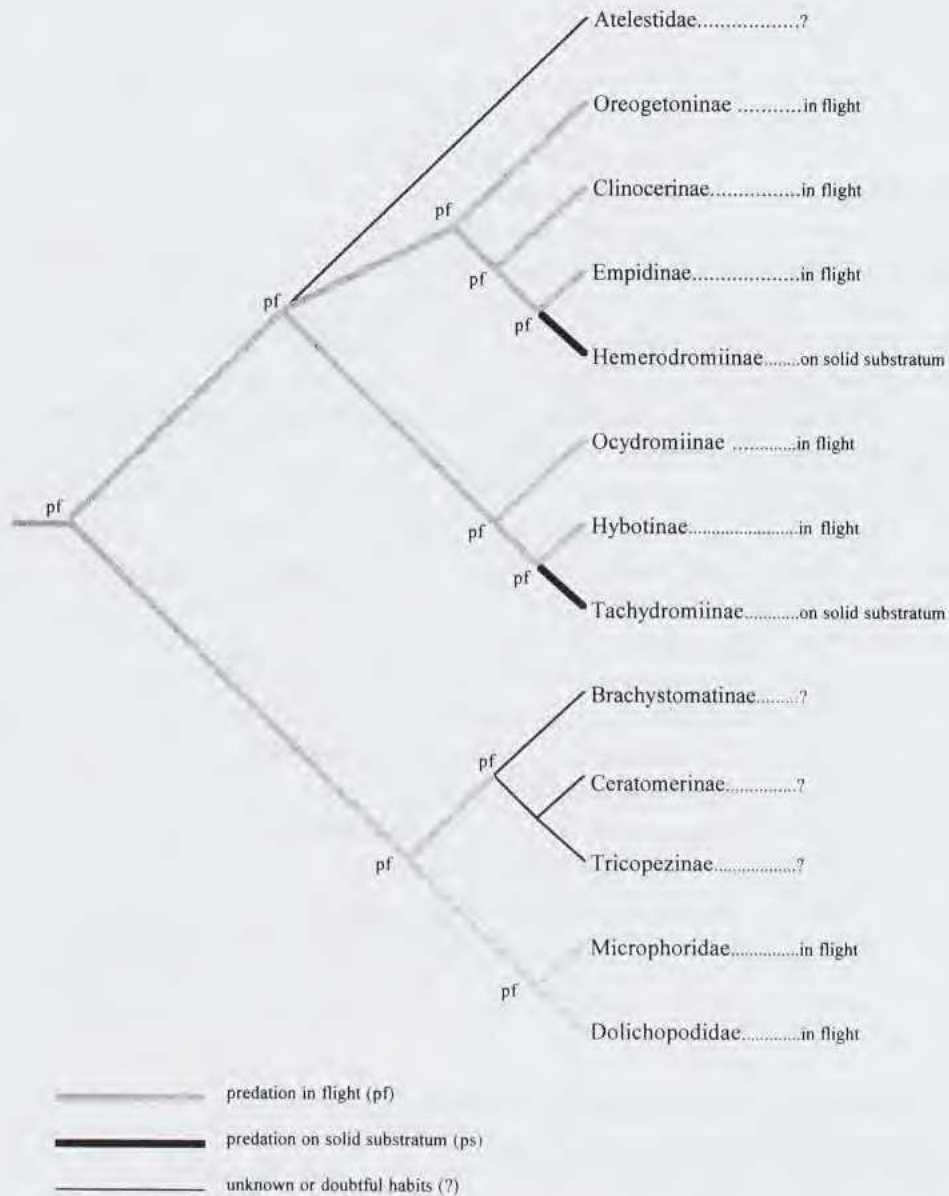 Atelestidae..................?
pf
Oreogetoninae ...........in flight
Clinocerinae.................in flight
pf
Empidinae....................in flight
pf
pf
Hemerodromiinae........on solid substratum
Ocydromiinae .............in flight
pf
pf
Hybotinae.......................in flight
pf
Tachydromiinae............on solid substratum
Brachystomatinae........?
pf
Ceratomerinae..............?
pf
Tricopezinae................?
Microphoridae..............in flight
pf
Dolichopodidae............in flight
predation in flight (pf)
predation on solid substratum (ps)
unknown or doubtful habits (?)